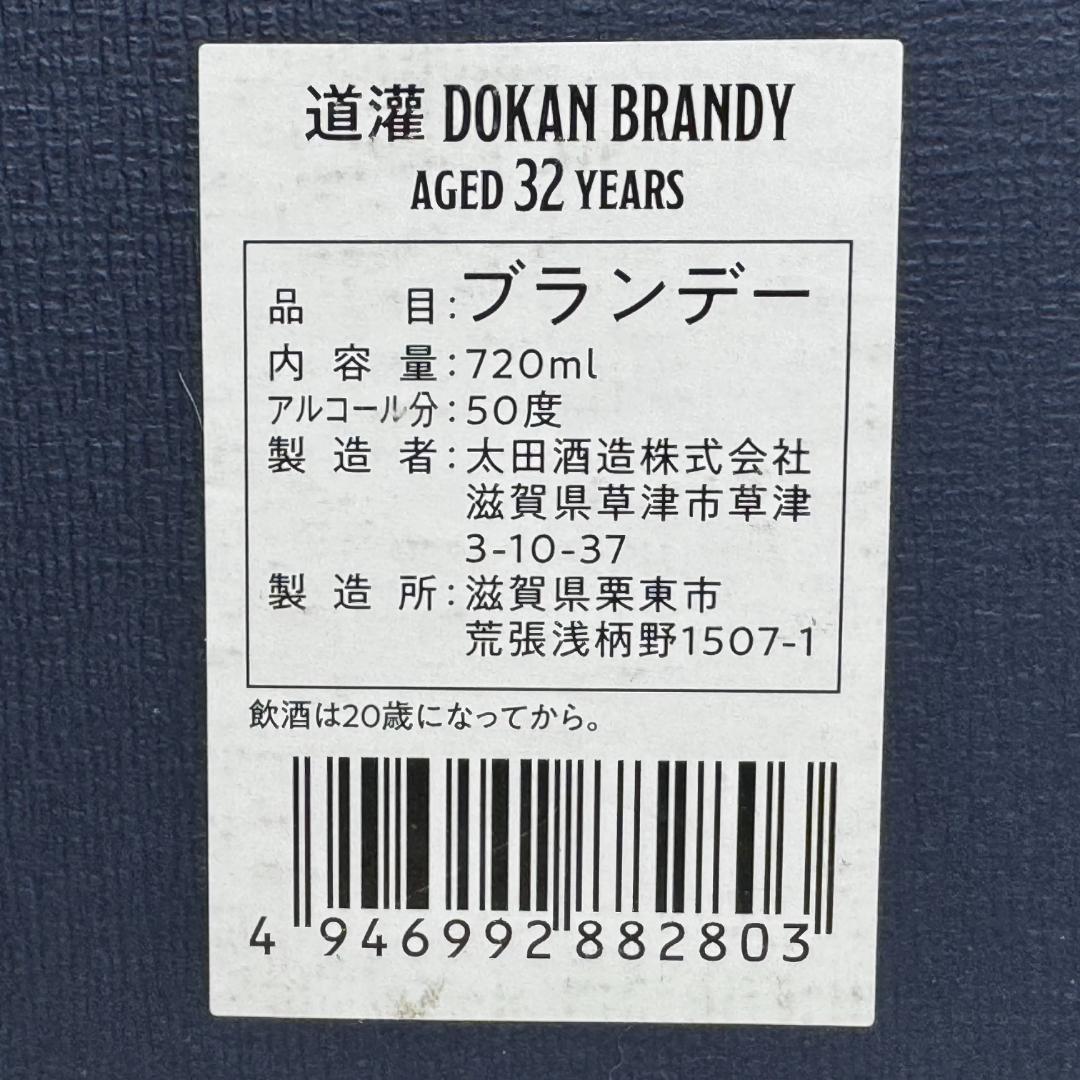 道灌 DOKAN BRANDY
AGED 32 YEARS
品目:ブランデー
内容量:720ml
アルコール分:50度
製造者:太田酒造株式会社
滋賀県草津市草津
3-10-37
製造所:滋賀県栗東市
荒張浅柄野1507-1
飲酒は20歳になってから。
4 946992 882803